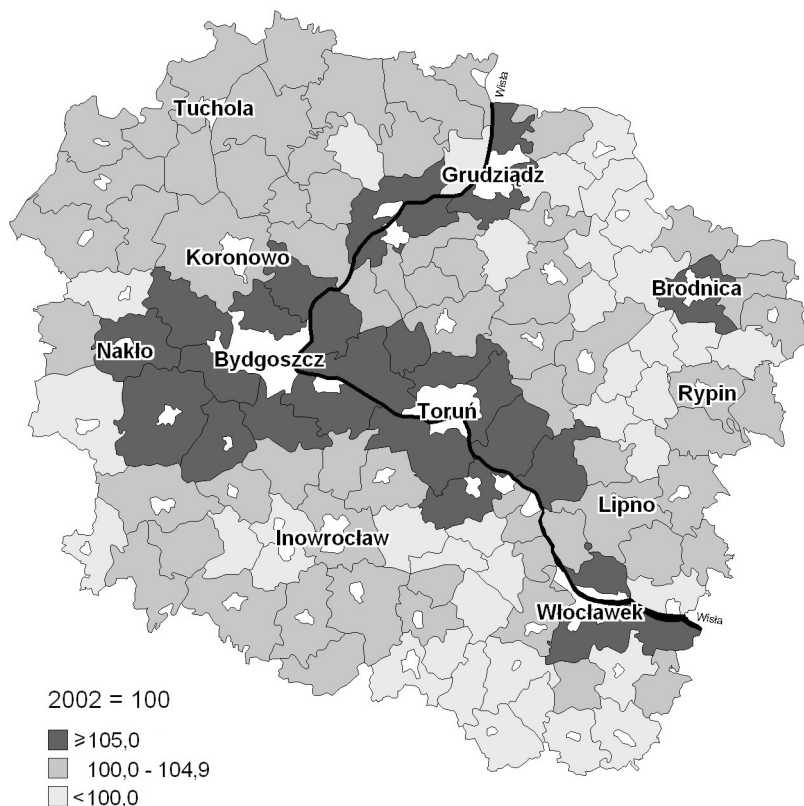 Wisła
Tuchola
Grudziądz
Koronowo
Brodnica
Nakło
Bydgoszcz
Rypin
Toruń
Lipno
Inowrocław
Włocławek
Wisła
2002 = 100
≥105,0
100,0 - 104,9
<100,0